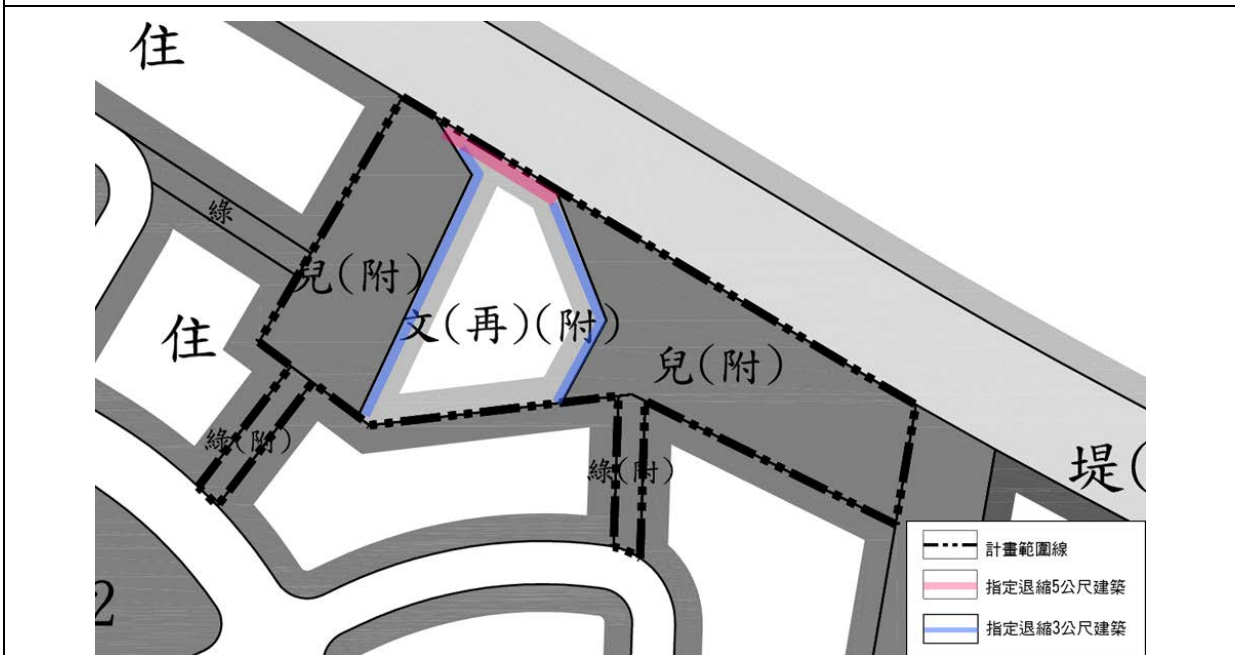 住
綠
兒(附)
文(再)(附)
住
兒(附)
綠(附)
綠(附)
堤(
2
計畫範圍線
指定退縮5公尺建築
指定退縮3公尺建築